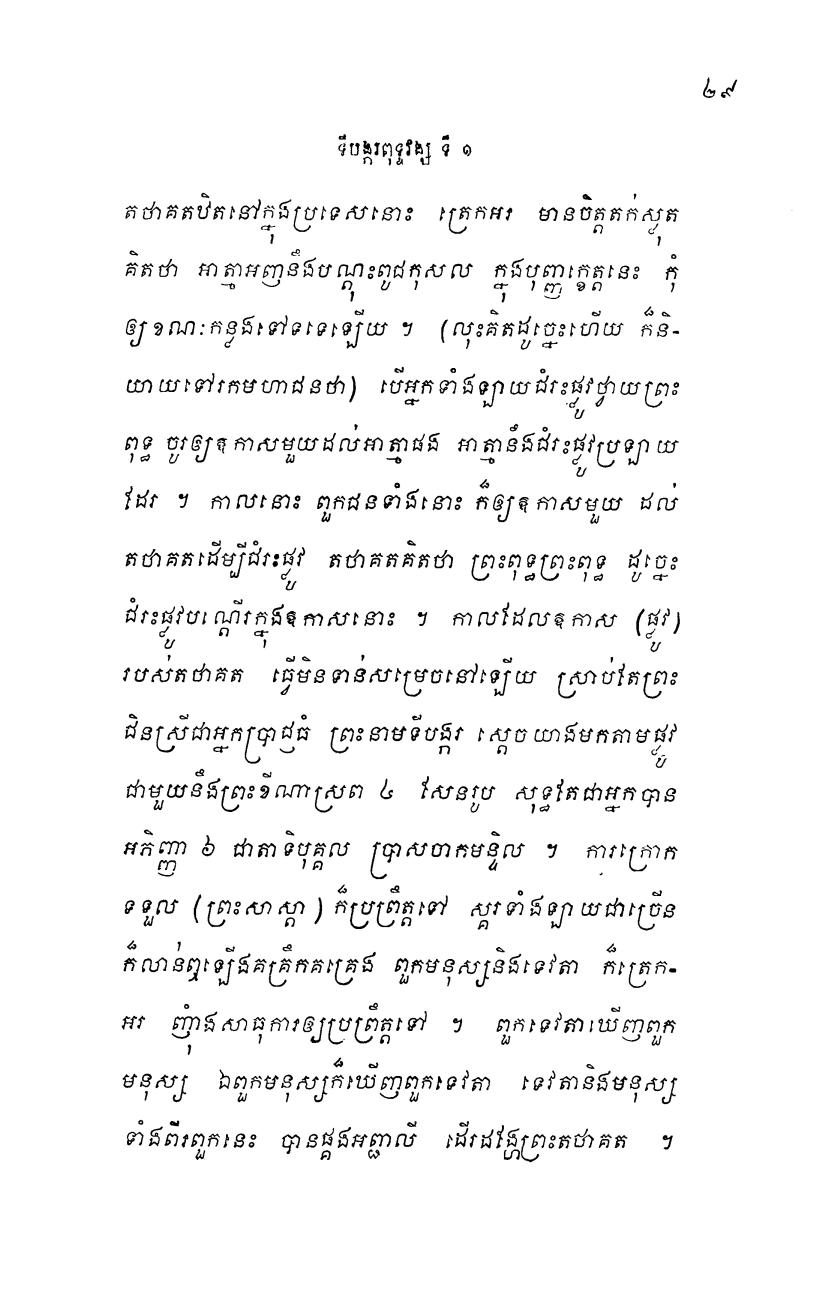 ២៩
ទីបង្ករពុទ្ធវង្ស ទី ១
តថាគតឋិតនៅក្នុងប្រទេសនោះ ត្រេកអរ មានចិត្តតក់ស្លុត
គិតថា អាត្មាអញនឹងបណ្តុះពូជកុសល ក្នុងបុញ្ញក្ខេត្តនេះ កុំ
ឲ្យខណៈកន្លងទៅទទេឡើយ ។ (លុះគិតដូច្នេះហើយ ក៏និ-
យាយទៅរកមហាជនថា) បើអ្នកទាំងឡាយជំរះផ្លូវថ្វាយព្រះ
ពុទ្ធ ចូរឲ្យឱកាសមួយដល់អាត្មាផង អាត្មានឹងជំរះផ្លូវប្រឡាយ
ដែរ ។ កាលនោះ ពួកជនទាំងនោះ ក៏ឲ្យឱកាសមួយ ដល់
តថាគតដើម្បីជំរះផ្លូវ តថាគតគិតថា ព្រះពុទ្ធព្រះពុទ្ធ ដូច្នេះ
ជំរះផ្លូវបណ្តើរក្នុងឱកាសនោះ ។ កាលដែលឱកាស (ផ្លូវ)
របស់តថាគត ធ្វើមិនទាន់សម្រេចនៅឡើយ ស្រាប់តែព្រះ
ជិនស្រីជាអ្នកប្រាជ្ញធំ ព្រះនាមទីបង្ករ ស្តេចយាងមកតាមផ្លូវ
ជាមួយនឹងព្រះខីណាស្រព ៤ សែនរូប សុទ្ធតែជាអ្នកបាន
អភិញ្ញា ៦ ជាតាទិបុគ្គល ប្រាសចាកមន្ទិល ។ ការក្រោក
ទទួល (ព្រះសាស្តា) ក៏ប្រព្រឹត្តទៅ ស្គរទាំងឡាយជាច្រើន
ក៏លាន់ឮឡើងគគ្រឹកគគ្រេង ពួកមនុស្សនិងទេវតា ក៏ត្រេក-
អរ ញុំាងសាធុការឲ្យប្រព្រឹត្តទៅ ។ ពួកទេវតាឃើញពួក
មនុស្ស ឯពួកមនុស្សក៏ឃើញពួកទេវតា ទេវតានិងមនុស្ស
ទាំងពីរពួកនេះ បានផ្គងអញ្ជលី ដើរដង្ហែព្រះតថាគត ។